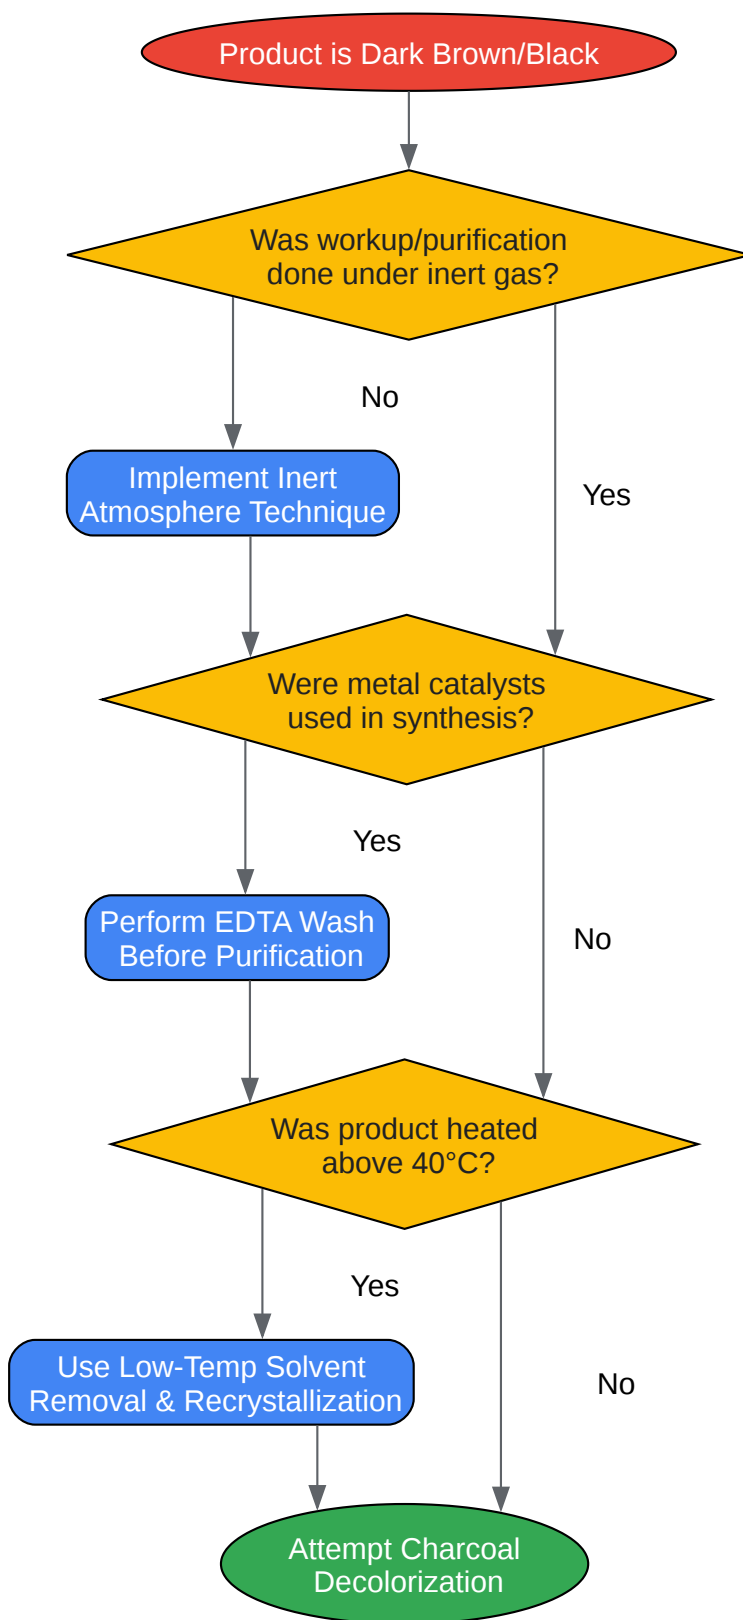 Product is Dark Brown/Black
Was workup/purification
done under inert gas?
No
Implement Inert
Atmosphere Technique
Yes
Were metal catalysts
used in synthesis?
Yes
Perform EDTA Wash
Before Purification
No
Was product heated
above 40°C?
Yes
Use Low-Temp Solvent
Removal & Recrystallization
No
Attempt Charcoal
Decolorization